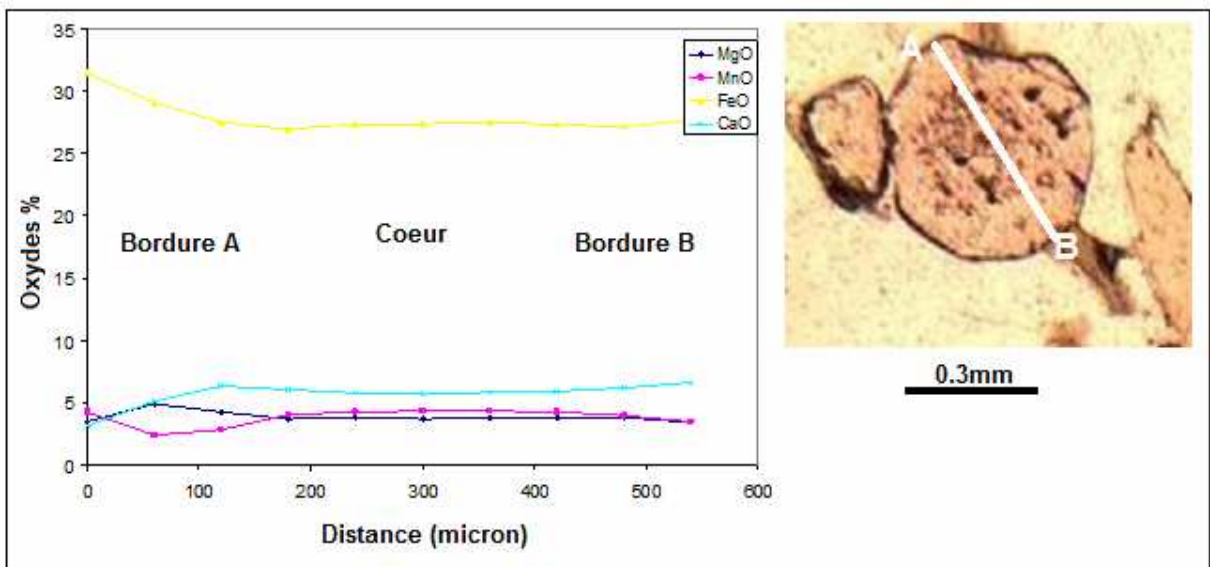 35
30
25
20
15
10
5
0
Oxydes %
MgO
MnO
FeO
CaO
Bordure A
Coeur
Bordure B
0
100
200
300
400
500
600
Distance (micron)
A
B
0.3mm